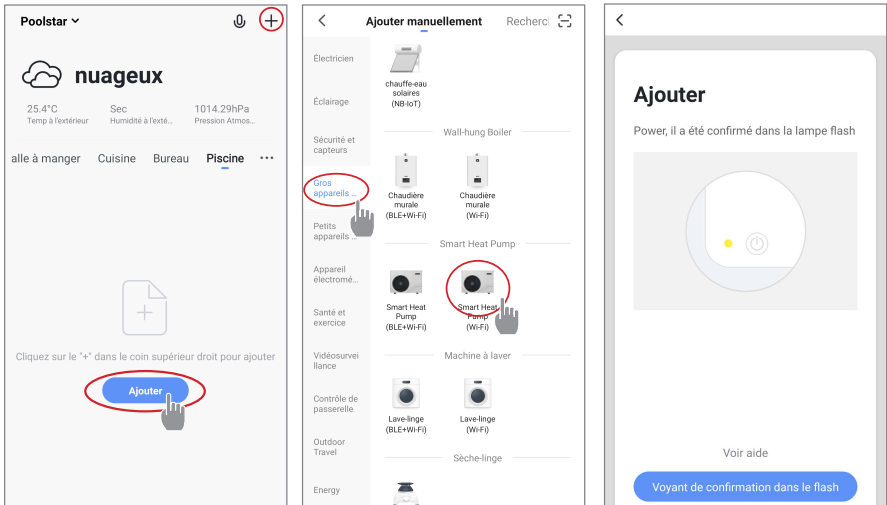 Poolstar
nuageux
25.4°C Sec 1014.29hPa
Temp à l'extérieur Humidité à l'exté... Pression Atmos...
alle à manger Cuisine Bureau Piscine •••
Cliquez sur le "+" dans le coin supérieur droit pour ajouter
Ajouter
Ajouter manuellement Recherc
Électricien
Éclairage
Sécurité et
capteurs
Gros
appareils ...
Petits
appareils ...
Appareil
électromé...
Santé et
exercice
Vidéosurvei
llance
Contrôle de
passerelle
Outdoor
Travel
Energy
chauffe-eau
solaires
(NB-IoT)
Wall-hung Boiler
Chaudière
murale
(BLE+Wi-Fi)
Chaudière
murale
(Wi-Fi)
Smart Heat Pump
Smart Heat
Pump
(BLE+Wi-Fi)
Smart Heat
Pump
(Wi-Fi)
Machine à laver
Lave-linge
(BLE+Wi-Fi)
Lave-linge
(Wi-Fi)
Sèche-linge
Ajouter
Power, il a été confirmé dans la lampe flash
Voir aide
Voyant de confirmation dans le flash